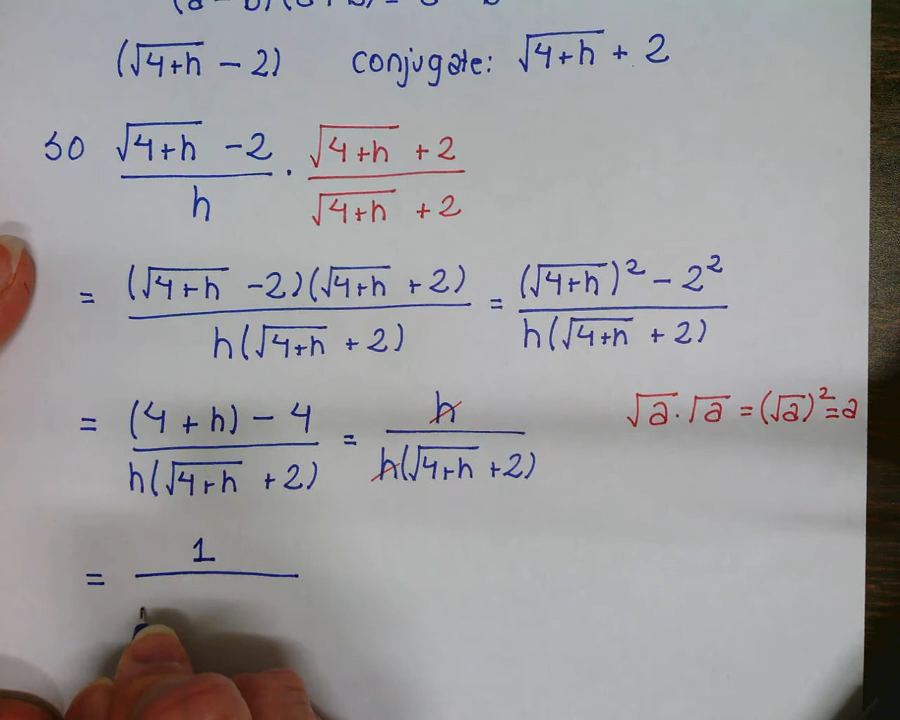 (√4+h − 2) conjugate: √4+h + 2
so (√4+h − 2)/h · (√4+h + 2)/(√4+h + 2)
= (√4+h − 2)(√4+h + 2)/h(√4+h + 2) = (√4+h)² − 2²/h(√4+h + 2)
= (4 + h) − 4/h(√4+h + 2) = h/h(√4+h + 2) √a · √a = (√a)² = a
= 1/